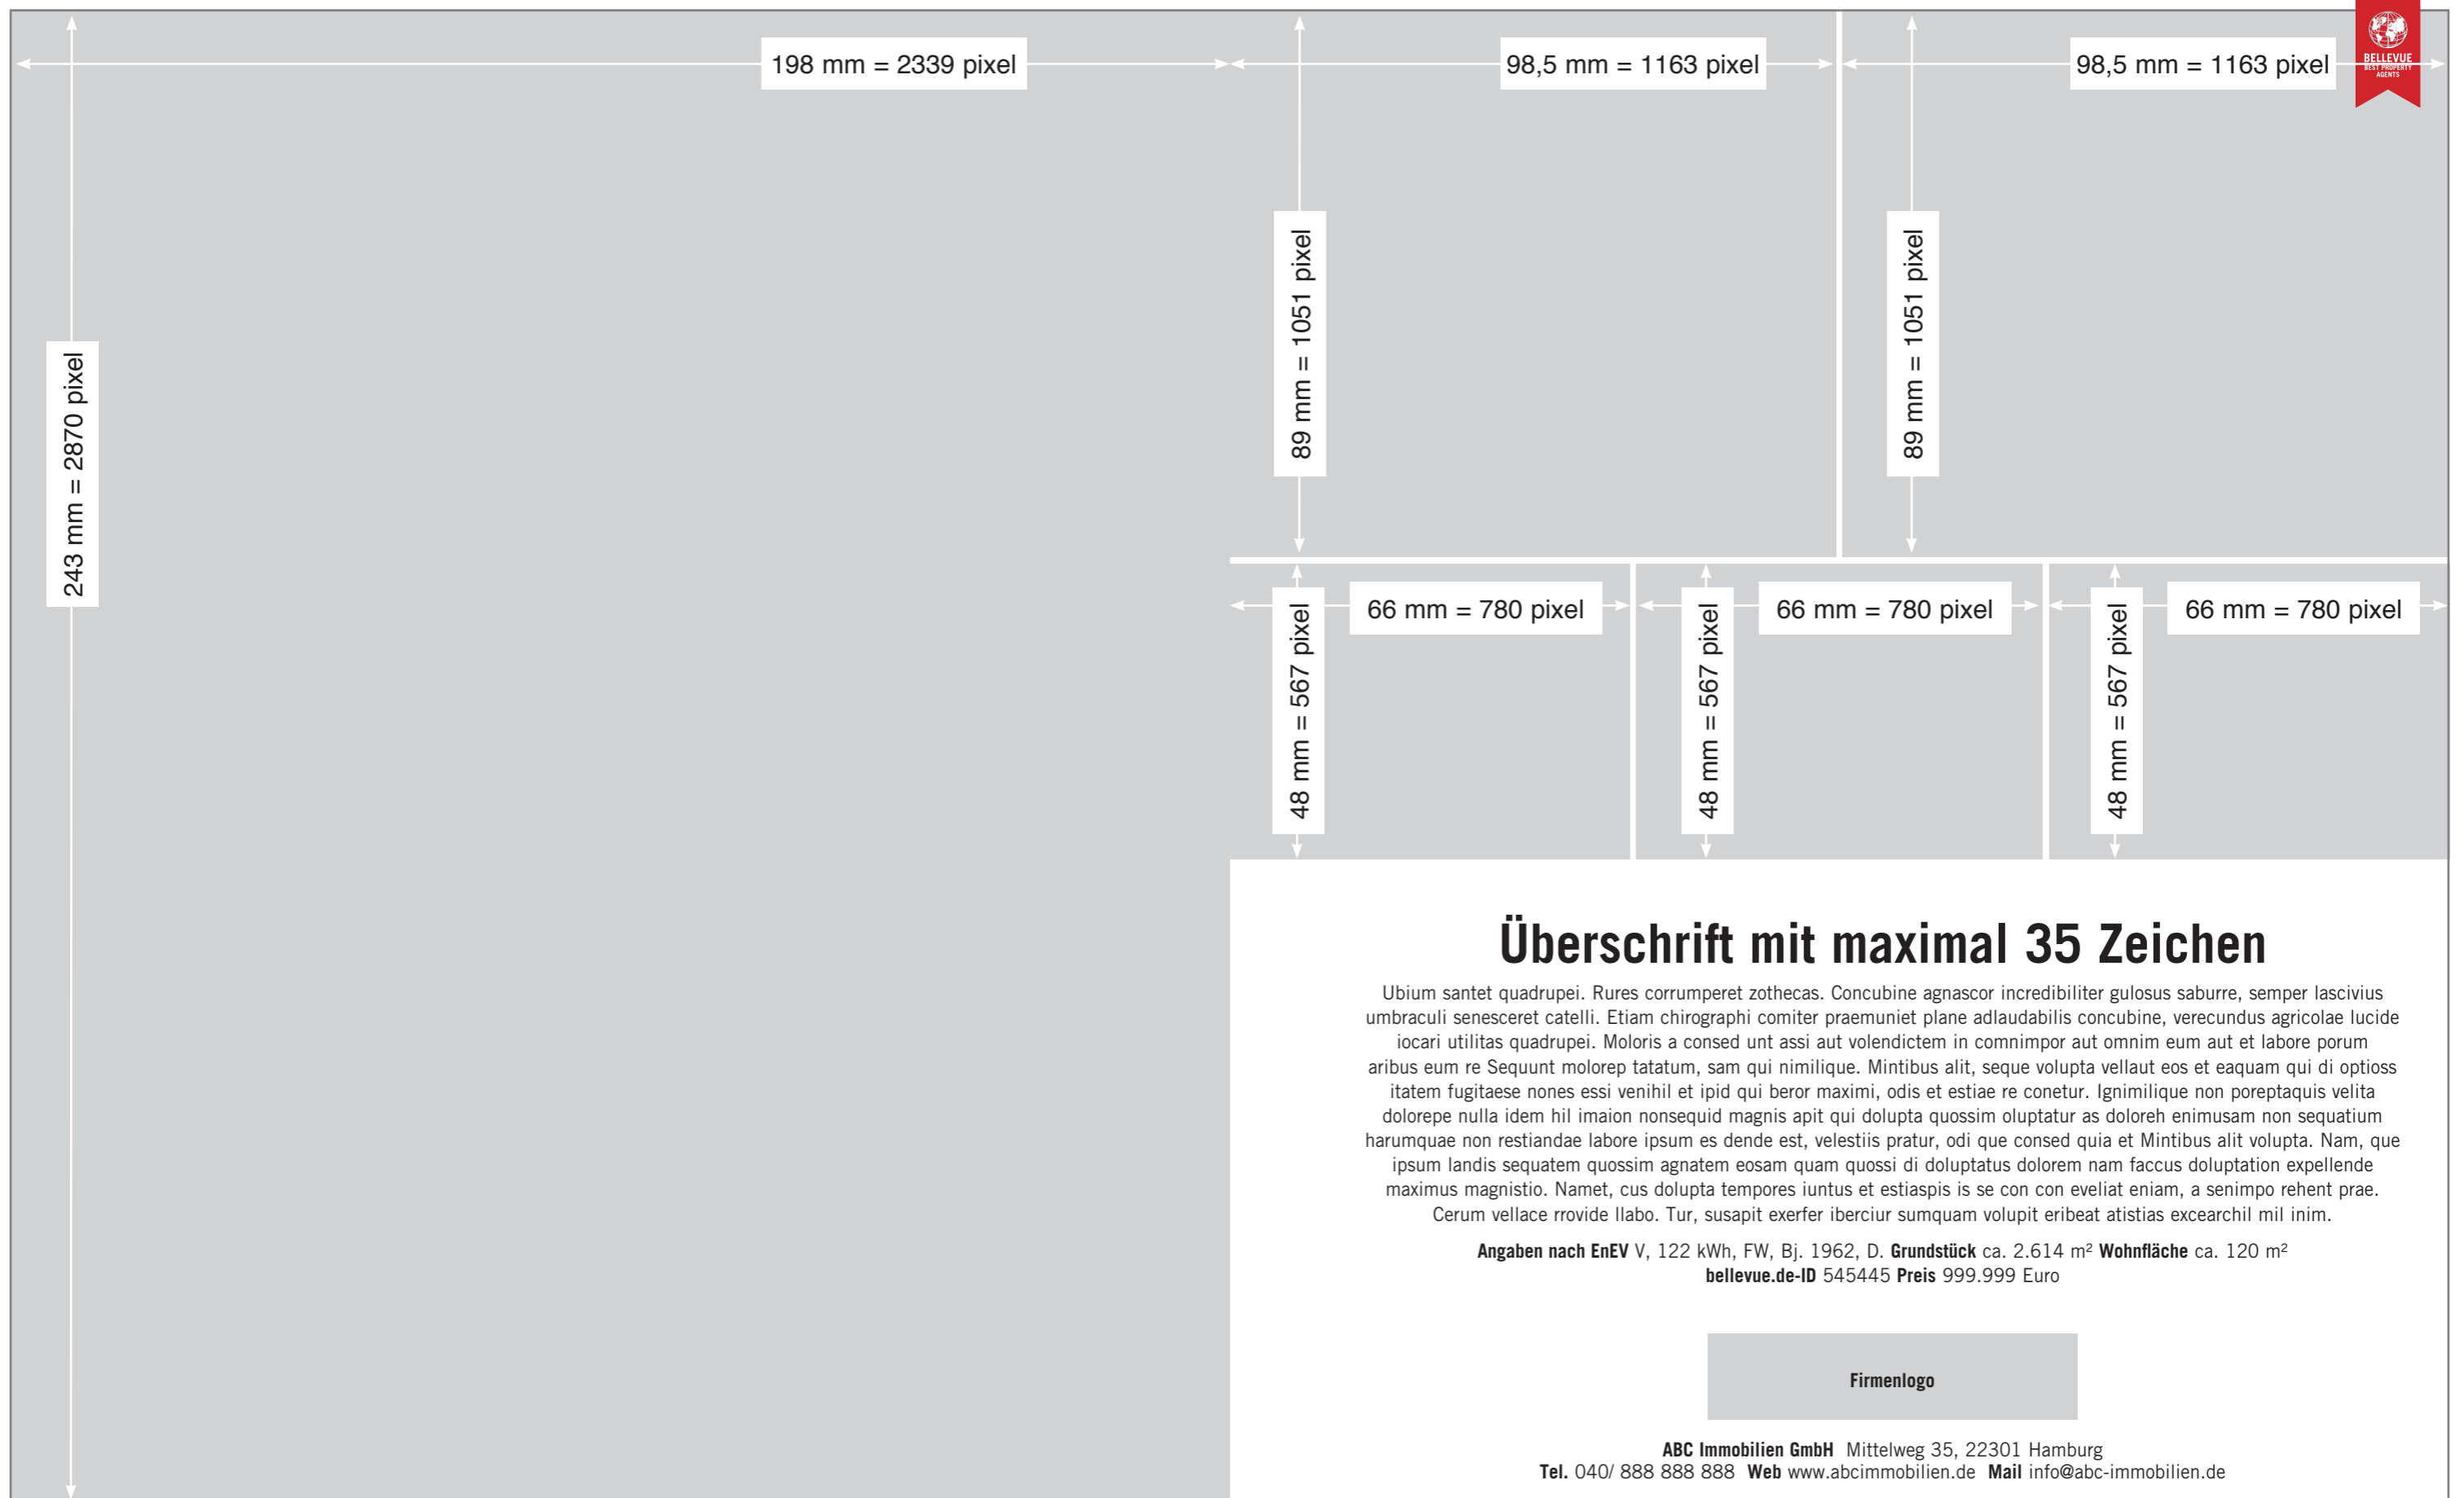 198 mm = 2339 pixel
98,5 mm = 1163 pixel
98,5 mm = 1163 pixel
BELLEVUE
BEST PROPERTY
AGENTS
243 mm = 2870 pixel
89 mm = 1051 pixel
89 mm = 1051 pixel
66 mm = 780 pixel
66 mm = 780 pixel
66 mm = 780 pixel
48 mm = 567 pixel
48 mm = 567 pixel
48 mm = 567 pixel
Überschrift mit maximal 35 Zeichen
Ubium santet quadrupei. Rures corrumperet zothecas. Concubine agnascor incredibiliter gulosus saburre, semper lascivius
umbraculi senesceret catelli. Etiam chirographi comiter praemuniet plane adlaudabilis concubine, verecundus agricolae lucide
iocari utilitas quadrupei. Moloris a consed unt assi aut volendictem in comnimpor aut omnim eum aut et labore porum
aribus eum re Sequunt molorep tatatum, sam qui nimilique. Mintibus alit, seque volupta vellaut eos et eaquam qui di optioss
itatem fugitaese nones essi venihil et ipid qui beror maximi, odis et estiae re conetur. Ignimilique non poreptaquis velita
dolorepe nulla idem hil imaion nonsequid magnis apit qui dolupta quossim oluptatur as doloreh enimusam non sequatium
harumquae non restiandae labore ipsum es dende est, velestiis pratur, odi que consed quia et Mintibus alit volupta. Nam, que
ipsum landis sequatem quossim agnatem eosam quam quossi di doluptatus dolorem nam faccus doluptation expellende
maximus magnistio. Namet, cus dolupta tempores iuntus et estiaspis is se con con eveliat eniam, a senimpo rehent prae.
Cerum vellace rrovide llabo. Tur, susapit exerfer iberciur sumquam volupit eribeat atistias excearchil mil inim.
Angaben nach EnEV V, 122 kWh, FW, Bj. 1962, D. Grundstück ca. 2.614 m² Wohnfläche ca. 120 m²
bellevue.de-ID 545445 Preis 999.999 Euro
Firmenlogo
ABC Immobilien GmbH Mittelweg 35, 22301 Hamburg
Tel. 040/ 888 888 888 Web www.abcimmobilien.de Mail info@abc-immobilien.de